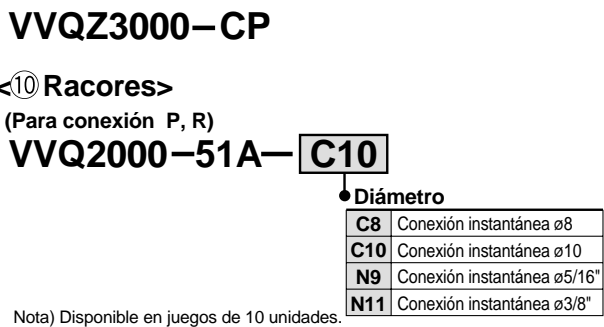 VVQZ3000−CP
<⑩ Racores>
(Para conexión P, R)
VVQ2000−51A− C10
Diámetro
C8 Conexión instantánea ø8
C10 Conexión instantánea ø10
N9 Conexión instantánea ø5/16"
N11 Conexión instantánea ø3/8"
Nota) Disponible en juegos de 10 unidades.